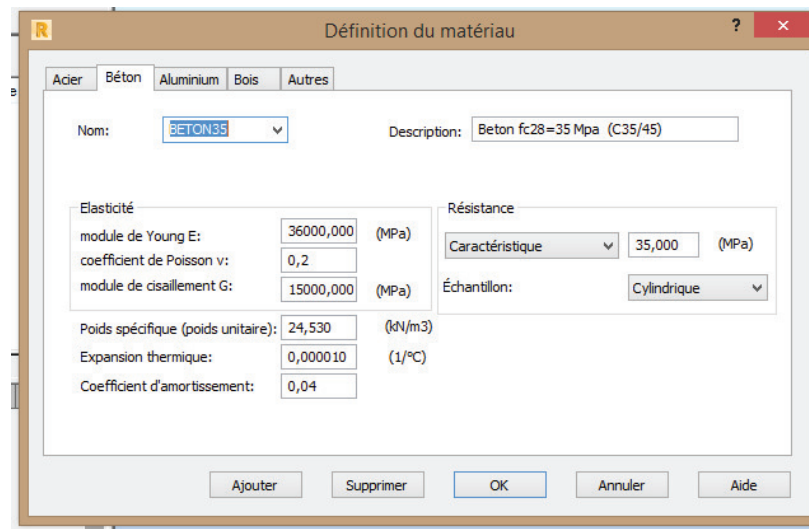 R Définition du matériau ? ×
Acier Béton Aluminium Bois Autres
e
Nom: BETON35 Description: Beton fc28=35 Mpa (C35/45)
Elasticité
module de Young E: 36000,000 (MPa)
coefficient de Poisson ν: 0,2
module de cisaillement G: 15000,000 (MPa)
Résistance
Caractéristique 35,000 (MPa)
Échantillon: Cylindrique
Poids spécifique (poids unitaire): 24,530 (kN/m3)
Expansion thermique: 0,000010 (1/°C)
Coefficient d'amortissement: 0,04
Ajouter Supprimer OK Annuler Aide